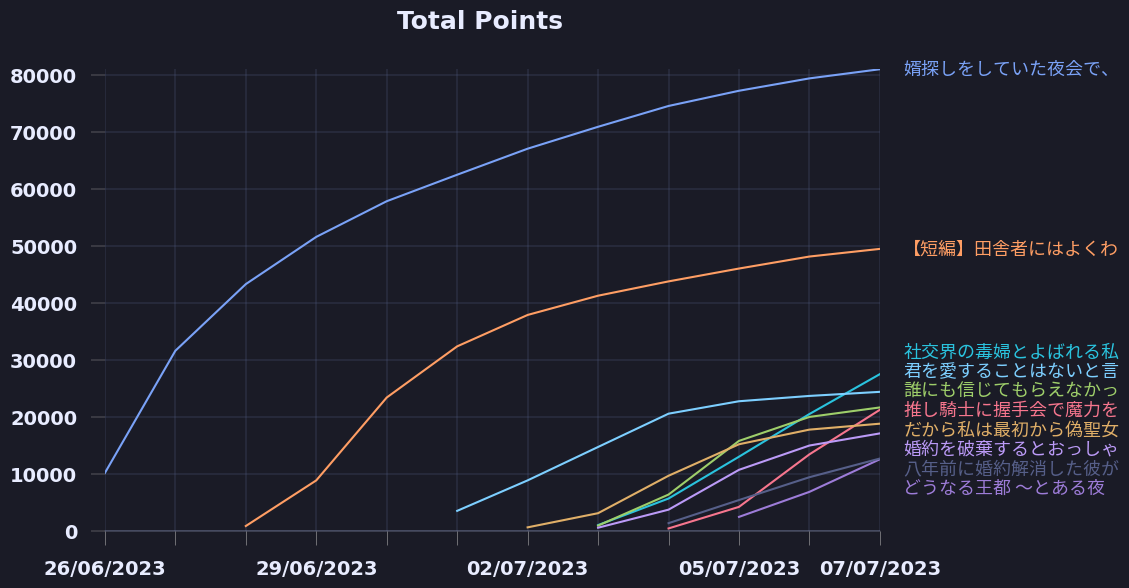 Total Points
80000
70000
60000
50000
40000
30000
20000
10000
0
26/06/2023
29/06/2023
02/07/2023
05/07/2023
07/07/2023
婿探しをしていた夜会で、
【短編】田舎者にはよくわ
社交界の毒婦とよばれる私
君を愛することはないと言
誰にも信じてもらえなかっ
推し騎士に握手会で魔力を
だから私は最初から偽聖女
婚約を破棄するとおっしゃ
八年前に婚約解消した彼が
どうなる王都 ～とある夜